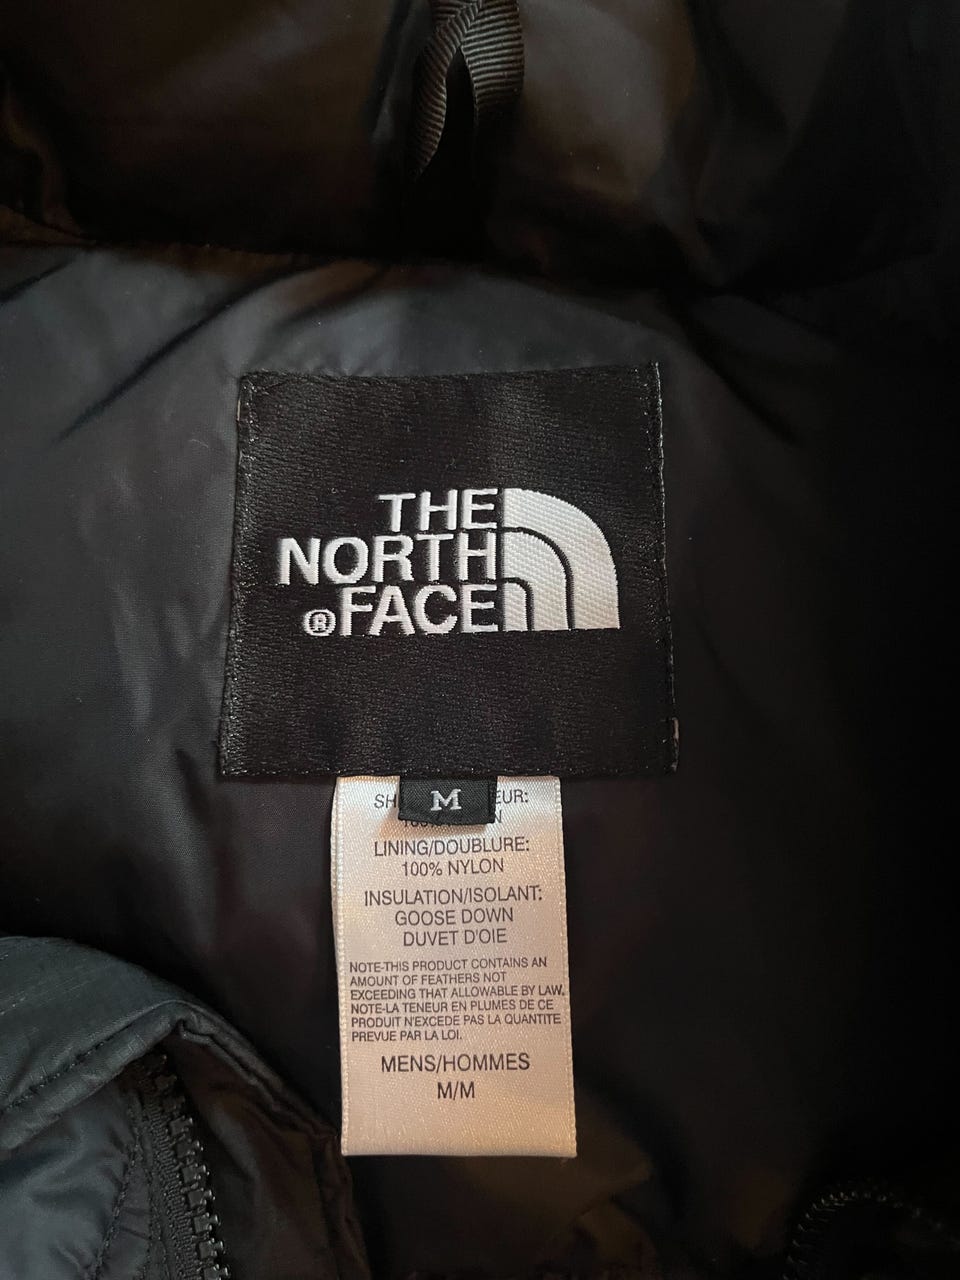 THE
NORTH
® FACE
M
SH EUR:
LINING/DOUBLURE:
100% NYLON
INSULATION/ISOLANT:
GOOSE DOWN
DUVET D'OIE
NOTE-THIS PRODUCT CONTAINS AN
AMOUNT OF FEATHERS NOT
EXCEEDING THAT ALLOWABLE BY LAW.
NOTE-LA TENEUR EN PLUMES DE CE
PRODUIT N'EXCEDE PAS LA QUANTITE
PREVUE PAR LA LOI.
MENS/HOMMES
M/M